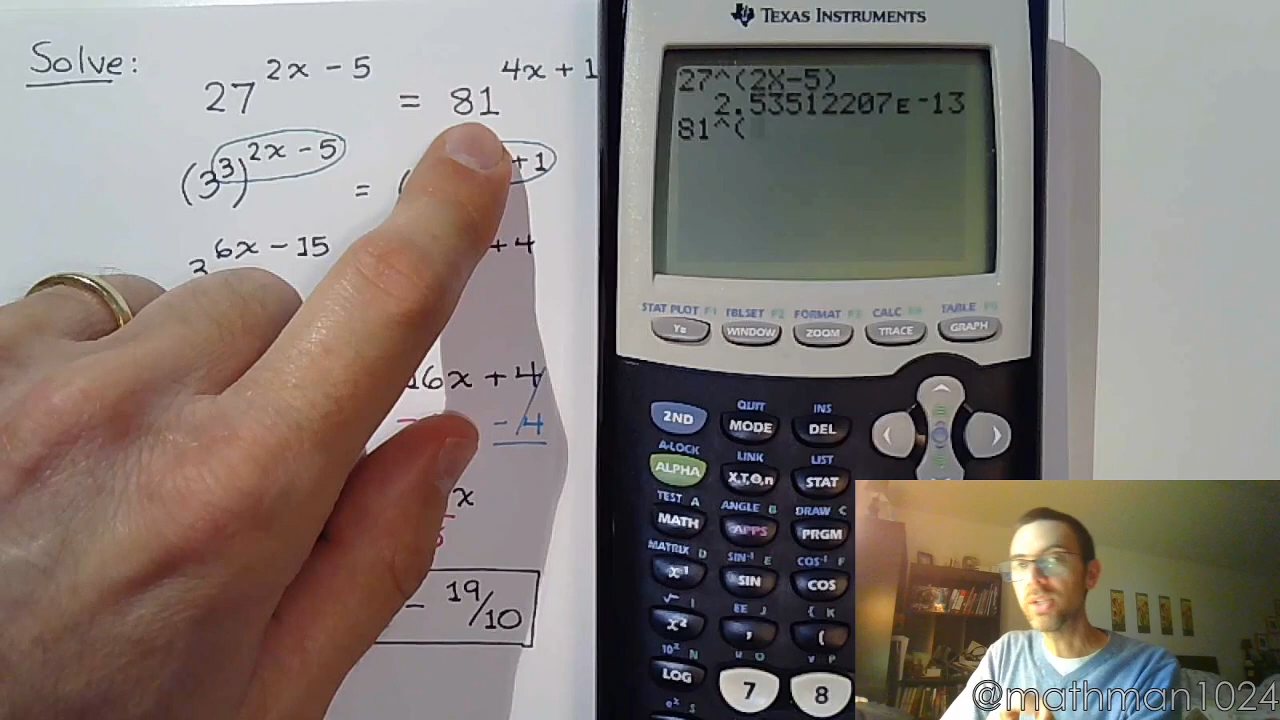 Solve:
27^(2x - 5) = 81^(4x + 1)
(3^3)^(2x - 5) = ( + 1
3^(6x - 15) + 4
16x + 4
- 4
x
- 19/10
TEXAS INSTRUMENTS
27^(2X-5)
2.53512207E-13
81^(
STAT PLOT F1 TBLSET F2 FORMAT F3 CALC F4 TABLE F5
Y= WINDOW ZOOM TRACE GRAPH
QUIT INS
2ND MODE DEL
A-LOCK LINK LIST
ALPHA X,T,θ,n STAT
TEST A ANGLE B DRAW C
MATH APPS PRGM
MATRIX D SIN⁻¹ E COS⁻¹ F
x⁻¹ SIN COS
√ I EE J { K
x² , (
10ˣ N u O v P
LOG 7 8
eˣ S
@mathman1024